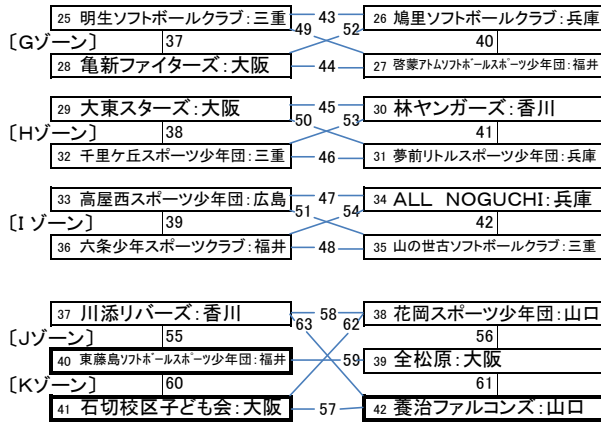 25 明生ソフトボールクラブ:三重 43 26 鳩里ソフトボールクラブ:兵庫
49 52
〔Gゾーン〕 37 40
28 亀新ファイターズ:大阪 44 27 啓蒙アトムソフトボールスポーツ少年団:福井
29 大東スターズ:大阪 45 30 林ヤンガーズ:香川
50 53
〔Hゾーン〕 38 41
32 千里ケ丘スポーツ少年団:三重 46 31 夢前リトルスポーツ少年団:兵庫
33 高屋西スポーツ少年団:広島 47 34 ALL NOGUCHI:兵庫
51 54
〔Iゾーン〕 39 42
36 六条少年スポーツクラブ:福井 48 35 山の世古ソフトボールクラブ:三重
37 川添リバーズ:香川 58 38 花岡スポーツ少年団:山口
63 62
〔Jゾーン〕 55 56
40 東藤島ソフトボールスポーツ少年団:福井 59 39 全松原:大阪
〔Kゾーン〕 60 61
41 石切校区子ども会:大阪 57 42 養治ファルコンズ:山口